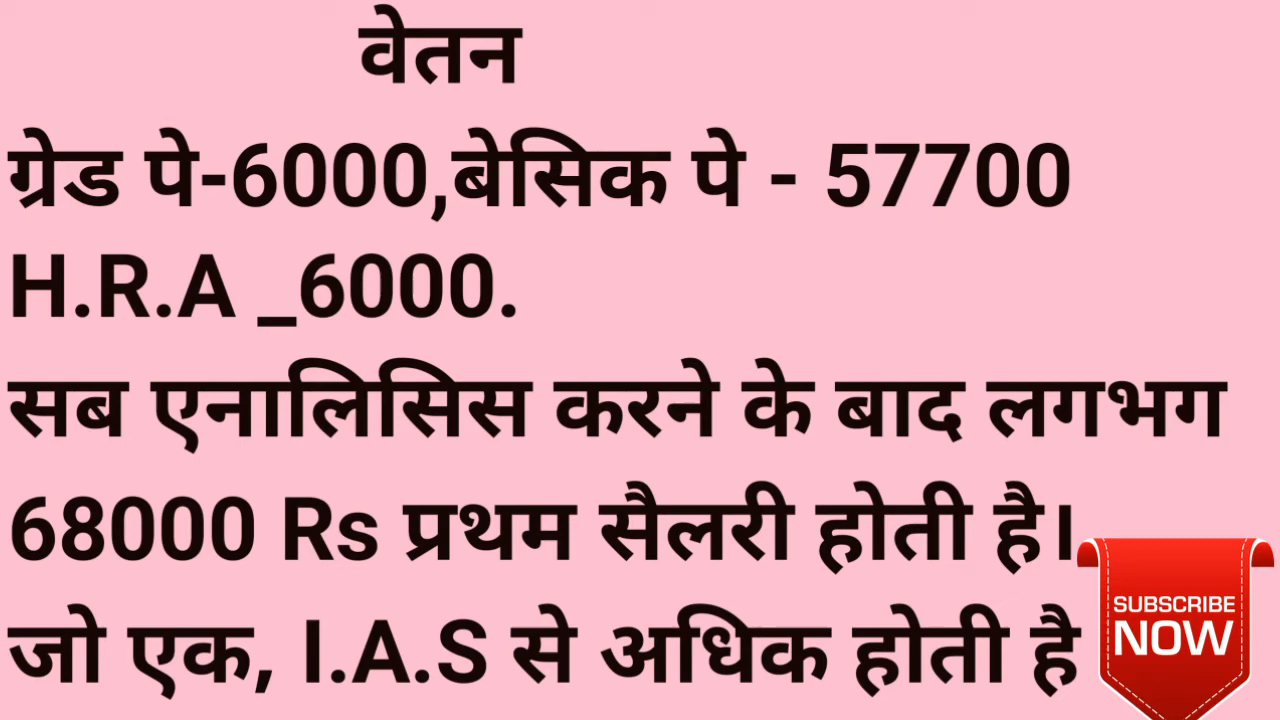 वेतन
ग्रेड पे-6000,बेसिक पे - 57700
H.R.A _6000.
सब एनालिसिस करने के बाद लगभग
68000 Rs प्रथम सैलरी होती है।
जो एक, I.A.S से अधिक होती है
SUBSCRIBE
NOW